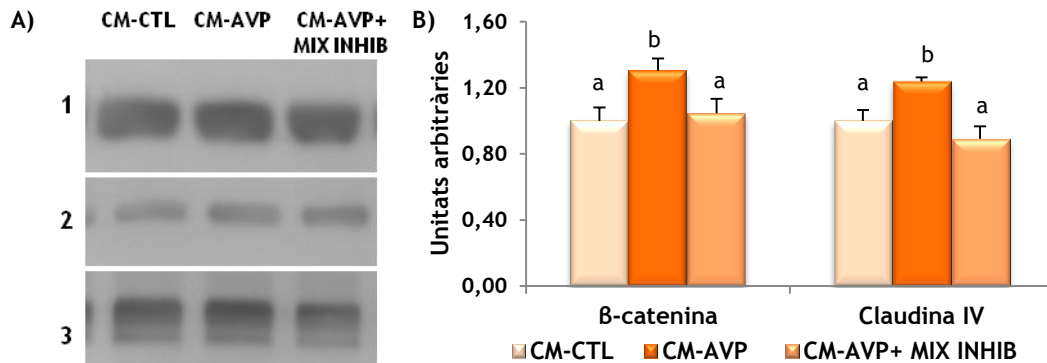 A)
CM-CTL CM-AVP CM-AVP+
MIX INHIB
1
2
3
B)
Unitats arbitràries
1,60
1,20
0,80
0,40
0,00
a b a a b a
ß-catenina Claudina IV
CM-CTL CM-AVP CM-AVP+ MIX INHIB